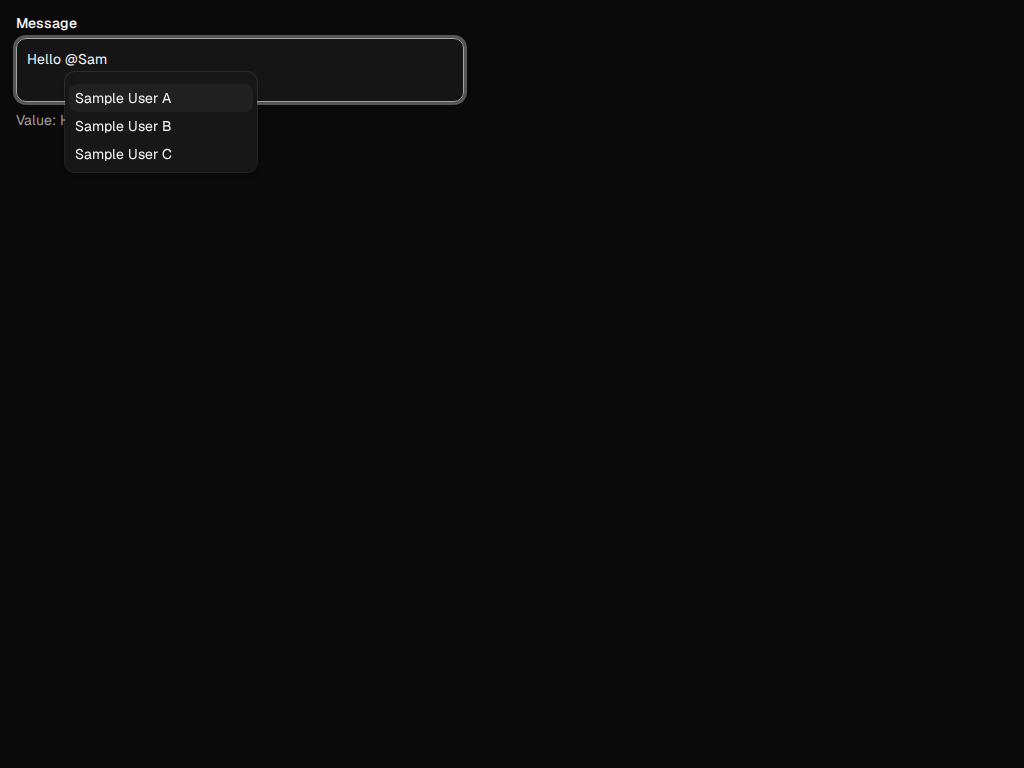 Message
Hello @Sam
Sample User A
Value:
Sample User B
Sample User C